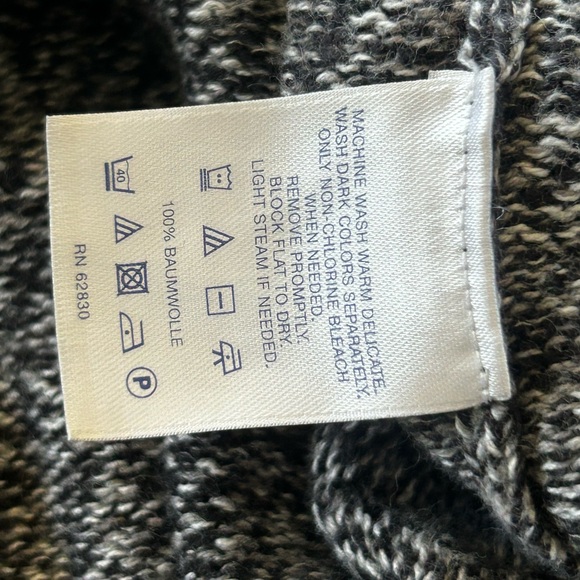 MACHINE WASH WARM DELICATE.
WASH DARK COLORS SEPARATELY.
ONLY NON-CHLORINE BLEACH
WHEN NEEDED.
REMOVE PROMPTLY.
BLOCK FLAT TO DRY.
LIGHT STEAM IF NEEDED.
100% BAUMWOLLE
40
P
RN 62830